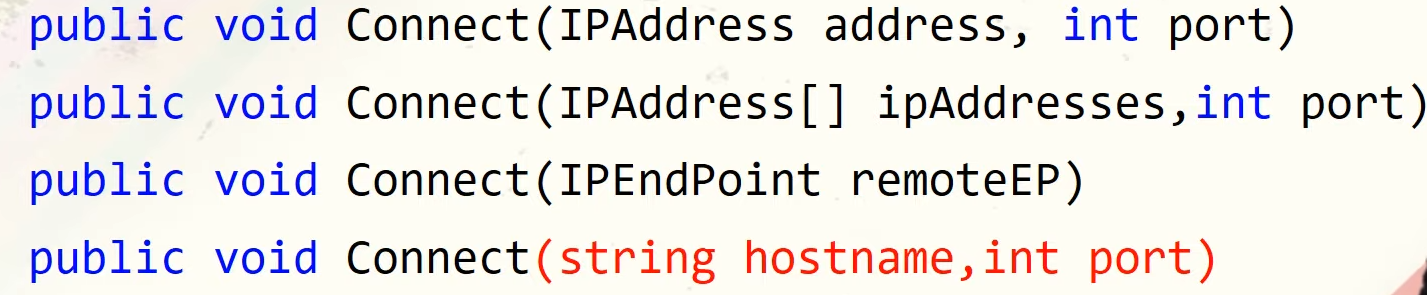 public void Connect(IPAddress address, int port)
public void Connect(IPAddress[] ipAddresses,int port)
public void Connect(IPEndPoint remoteEP)
public void Connect(string hostname,int port)